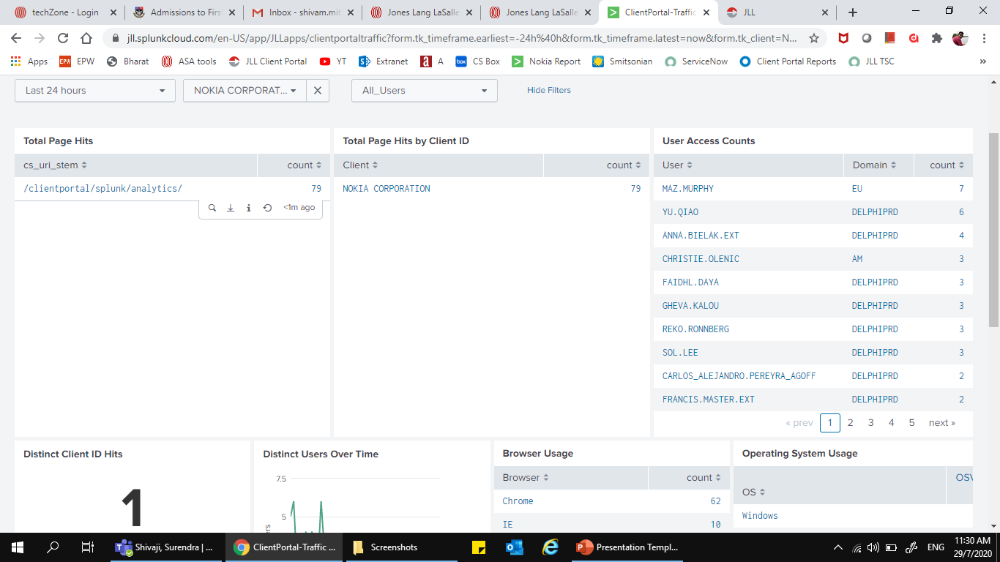 techZone - Login
Admissions to Firs
Inbox - shivam.mit
Jones Lang LaSalle
Jones Lang LaSalle
ClientPortal-Traffic
JLL
jll.splunkcloud.com/en-US/app/JLLapps/clientportaltraffic?form.tk_timeframe.earliest=-24h%40h&form.tk_timeframe.latest=now&form.tk_client=N...
Apps
EPW EPW
Bharat
ASA tools
JLL Client Portal
YT
Extranet
a A
box CS Box
Nokia Report
Smitsonian
ServiceNow
Client Portal Reports
JLL TSC
»
Last 24 hours
NOKIA CORPORAT...
All_Users
Hide Filters
Total Page Hits
cs_uri_stem count
/clientportal/splunk/analytics/ 79
<1m ago
Total Page Hits by Client ID
Client count
NOKIA CORPORATION 79
User Access Counts
User Domain count
MAZ.MURPHY EU 7
YU.QIAO DELPHIPRD 6
ANNA.BIELAK.EXT DELPHIPRD 4
CHRISTIE.OLENIC AM 3
FAIDHL.DAYA DELPHIPRD 3
GHEVA.KALOU DELPHIPRD 3
REKO.RONNBERG DELPHIPRD 3
SOL.LEE DELPHIPRD 3
CARLOS_ALEJANDRO.PEREYRA_AGOFF DELPHIPRD 2
FRANCIS.MASTER.EXT DELPHIPRD 2
« prev 1 2 3 4 5 next »
Distinct Client ID Hits
1
Distinct Users Over Time
7.5
5
ers
Browser Usage
Browser count
Chrome 62
IE 10
Operating System Usage
OS OSV
Windows
Shivaji, Surendra | ...
ClientPortal-Traffic ...
Screenshots
Presentation Templ...
ENG
11:30 AM
29/7/2020